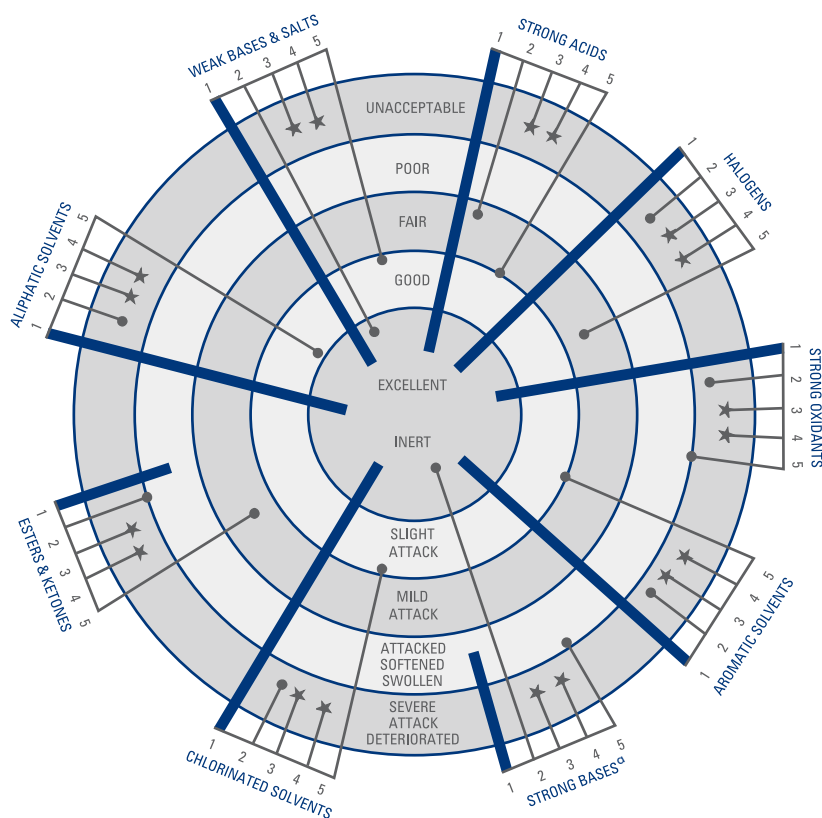 WEAK BASES & SALTS
1 2 3 4 5
STRONG ACIDS
1 2 3 4 5
HALOGENS
1 2 3 4 5
STRONG OXIDANTS
1 2 3 4 5
AROMATIC SOLVENTS
1 2 3 4 5
STRONG BASESᵅ
1 2 3 4 5
CHLORINATED SOLVENTS
1 2 3 4 5
ESTERS & KETONES
1 2 3 4 5
ALIPHATIC SOLVENTS
1 2 3 4 5
UNACCEPTABLE
POOR
FAIR
GOOD
EXCELLENT
INERT
SLIGHT
ATTACK
MILD
ATTACK
ATTACKED
SOFTENED
SWOLLEN
SEVERE
ATTACK
DETERIORATED